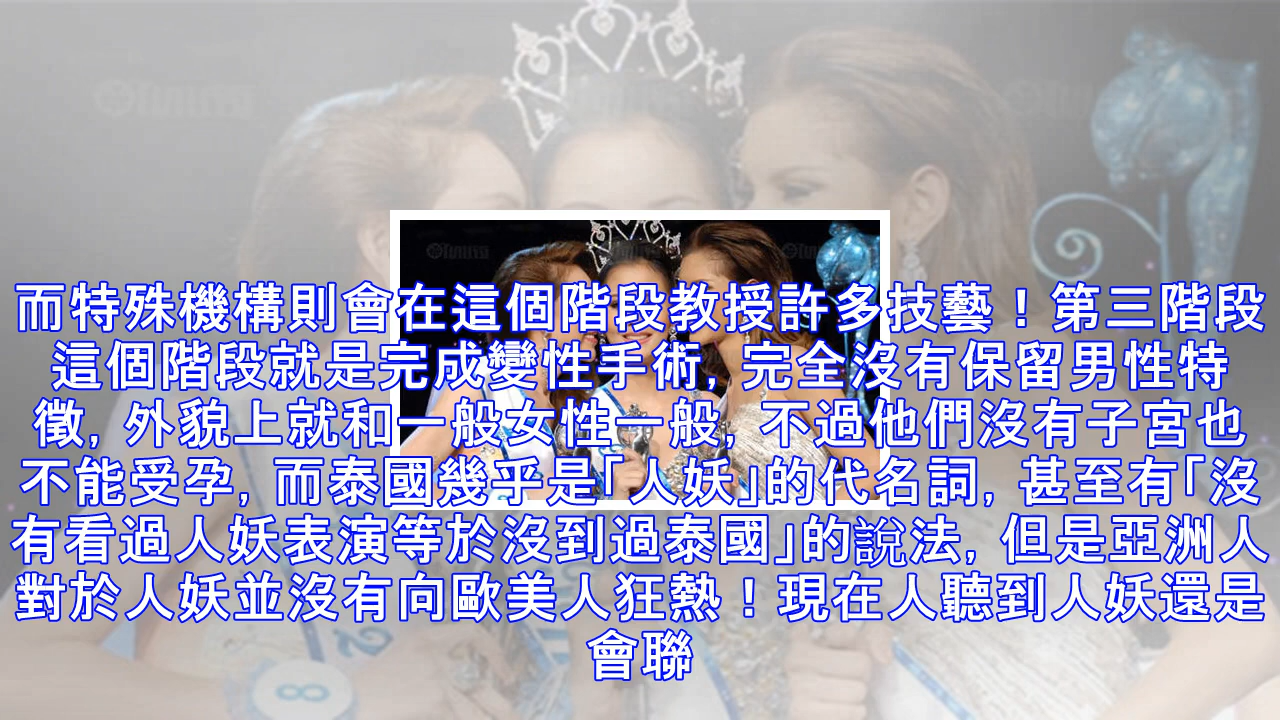 而特殊機構則會在這個階段教授許多技藝！第三階段
這個階段就是完成變性手術, 完全沒有保留男性特
徵, 外貌上就和一般女性一般, 不過他們沒有子宮也
不能受孕, 而泰國幾乎是「人妖」的代名詞, 甚至有「沒
有看過人妖表演等於沒到過泰國」的說法, 但是亞洲人
對於人妖並沒有向歐美人狂熱！現在人聽到人妖還是
會聯
8